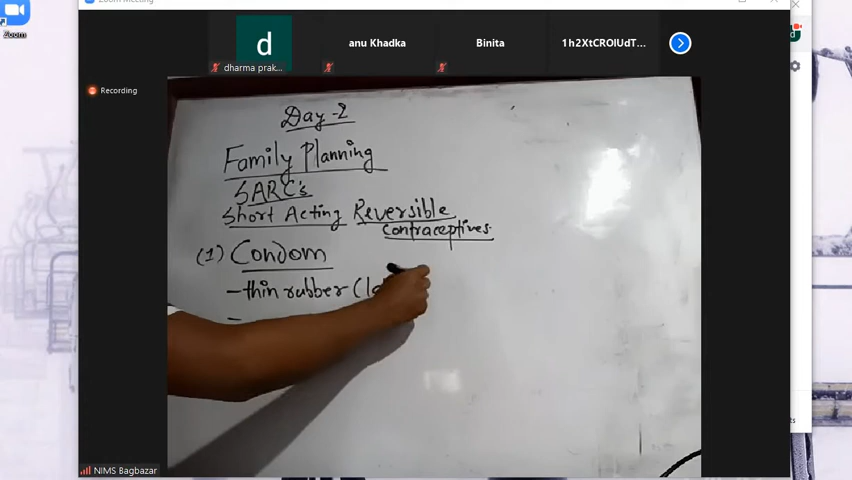 Zoom Meeting
Zoom
d
anu Khadka
Binita
1h2XtCROIUdT...
dharma prak...
Recording
Day-2
Family Planning
SARC's
Short Acting Reversible
Contraceptives.
(1) Condom
-thin rubber (la
-
NIMS Bagbazar